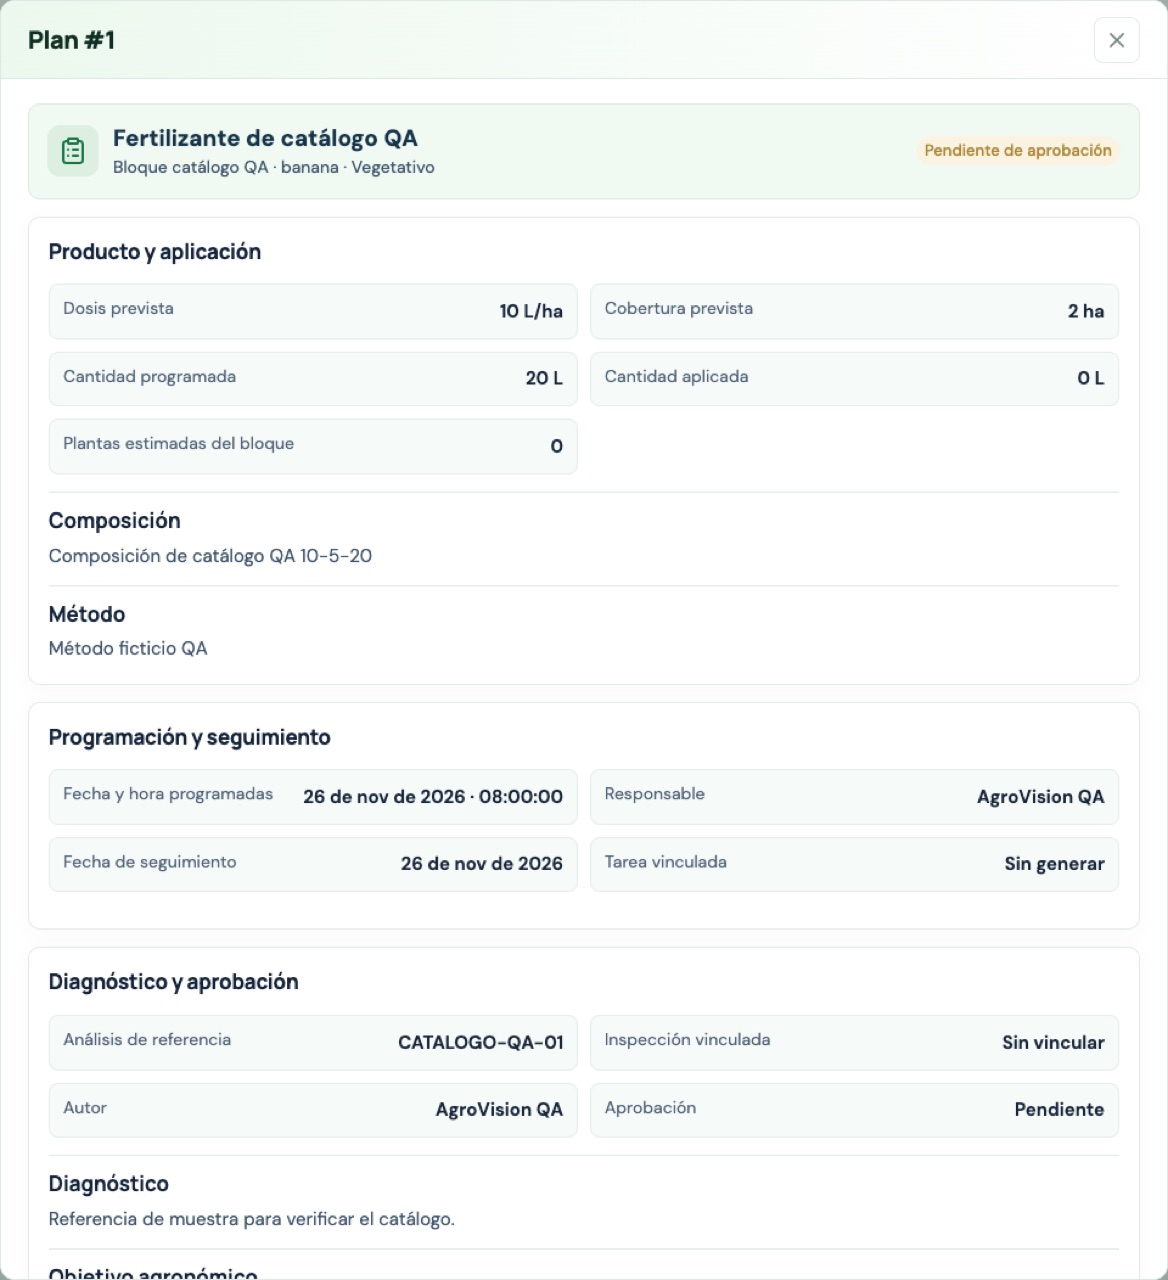 Plan #1
Fertilizante de catálogo QA
Bloque catálogo QA · banana · Vegetativo
Pendiente de aprobación
Producto y aplicación
Dosis prevista
10 L/ha
Cobertura prevista
2 ha
Cantidad programada
20 L
Cantidad aplicada
0 L
Plantas estimadas del bloque
0
Composición
Composición de catálogo QA 10-5-20
Método
Método ficticio QA
Programación y seguimiento
Fecha y hora programadas
26 de nov de 2026 · 08:00:00
Responsable
AgroVision QA
Fecha de seguimiento
26 de nov de 2026
Tarea vinculada
Sin generar
Diagnóstico y aprobación
Análisis de referencia
CATALOGO-QA-01
Inspección vinculada
Sin vincular
Autor
AgroVision QA
Aprobación
Pendiente
Diagnóstico
Referencia de muestra para verificar el catálogo.
Objetivo agronómico